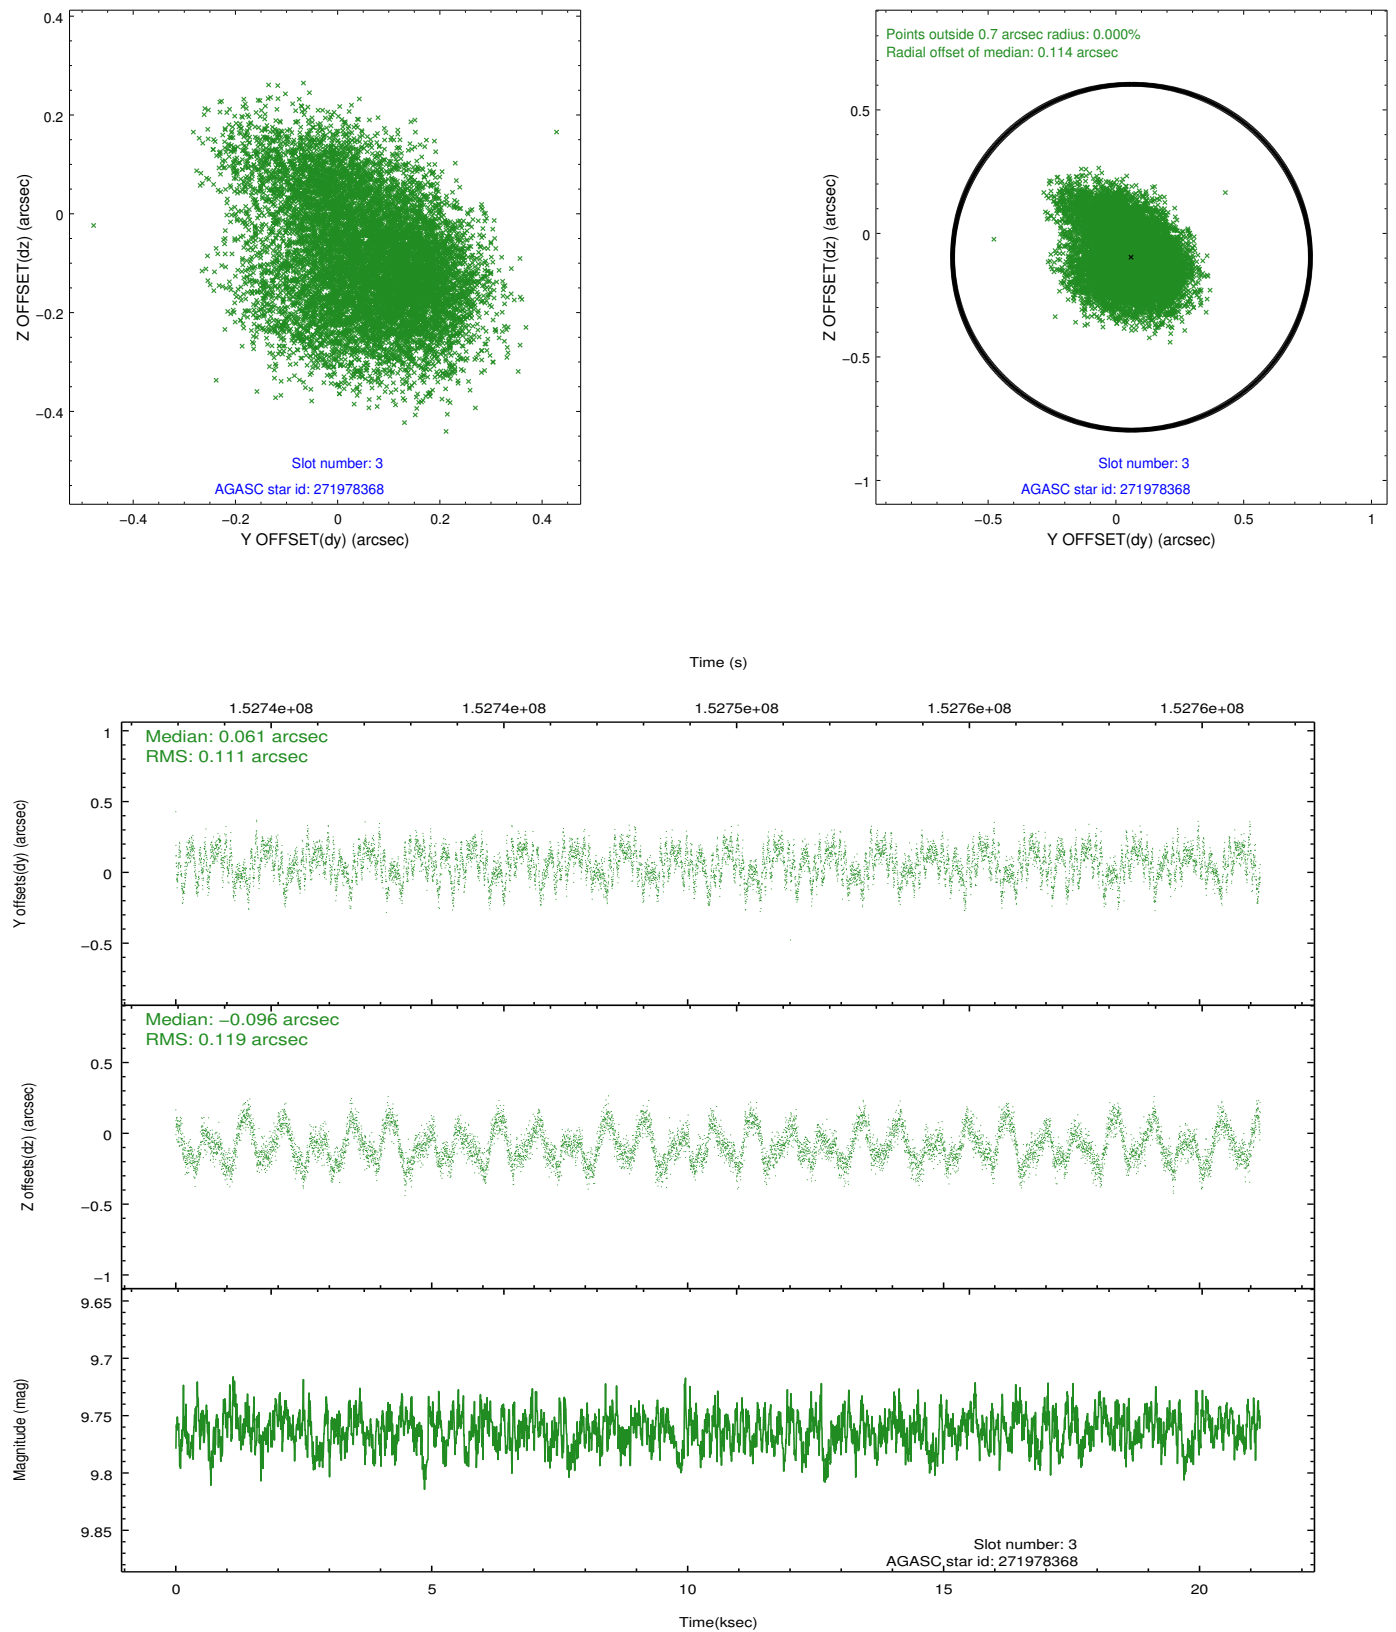 0.4
0.2
0
−0.2
−0.4
Z OFFSET(dz) (arcsec)
Slot number: 3
AGASC star id: 271978368
−0.4 −0.2 0 0.2 0.4
Y OFFSET(dy) (arcsec)
Points outside 0.7 arcsec radius: 0.000%
Radial offset of median: 0.114 arcsec
0.5
0
−0.5
−1
Z OFFSET(dz) (arcsec)
Slot number: 3
AGASC star id: 271978368
−0.5 0 0.5 1
Y OFFSET(dy) (arcsec)
Time (s)
1.5274e+08 1.5274e+08 1.5275e+08 1.5276e+08 1.5276e+08
Median: 0.061 arcsec
RMS: 0.111 arcsec
1
0.5
0
−0.5
Y offsets(dy) (arcsec)
Median: −0.096 arcsec
RMS: 0.119 arcsec
0.5
0
−0.5
−1
Z offsets(dz) (arcsec)
9.65
9.7
9.75
9.8
9.85
Magnitude (mag)
Slot number: 3
AGASC star id: 271978368
0 5 10 15 20
Time(ksec)